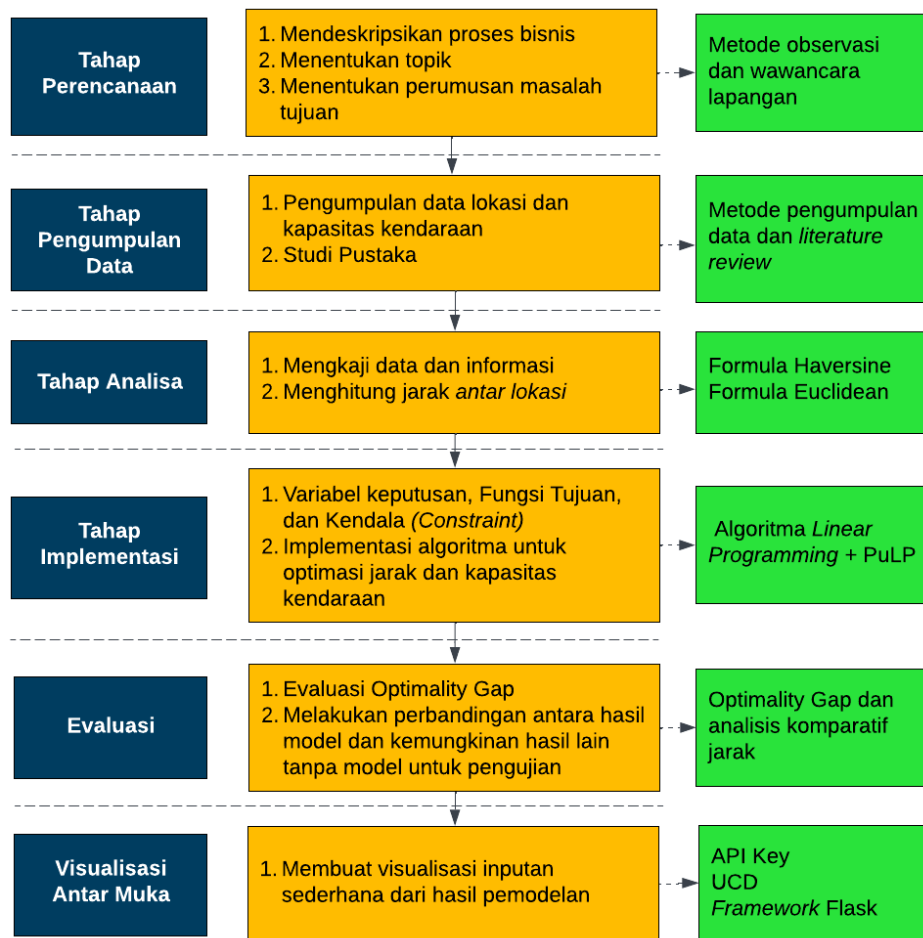 Tahap
Perencanaan
1. Mendeskripsikan proses bisnis
2. Menentukan topik
3. Menentukan perumusan masalah
tujuan
Metode observasi
dan wawancara
lapangan
Tahap
Pengumpulan
Data
1. Pengumpulan data lokasi dan
kapasitas kendaraan
2. Studi Pustaka
Metode pengumpulan
data dan literature
review
Tahap Analisa
1. Mengkaji data dan informasi
2. Menghitung jarak antar lokasi
Formula Haversine
Formula Euclidean
Tahap
Implementasi
1. Variabel keputusan, Fungsi Tujuan,
dan Kendala (Constraint)
2. Implementasi algoritma untuk
optimasi jarak dan kapasitas
kendaraan
Algoritma Linear
Programming + PuLP
Evaluasi
1. Evaluasi Optimality Gap
2. Melakukan perbandingan antara hasil
model dan kemungkinan hasil lain
tanpa model untuk pengujian
Optimality Gap dan
analisis komparatif
jarak
Visualisasi
Antar Muka
1. Membuat visualisasi inputan
sederhana dari hasil pemodelan
API Key
UCD
Framework Flask